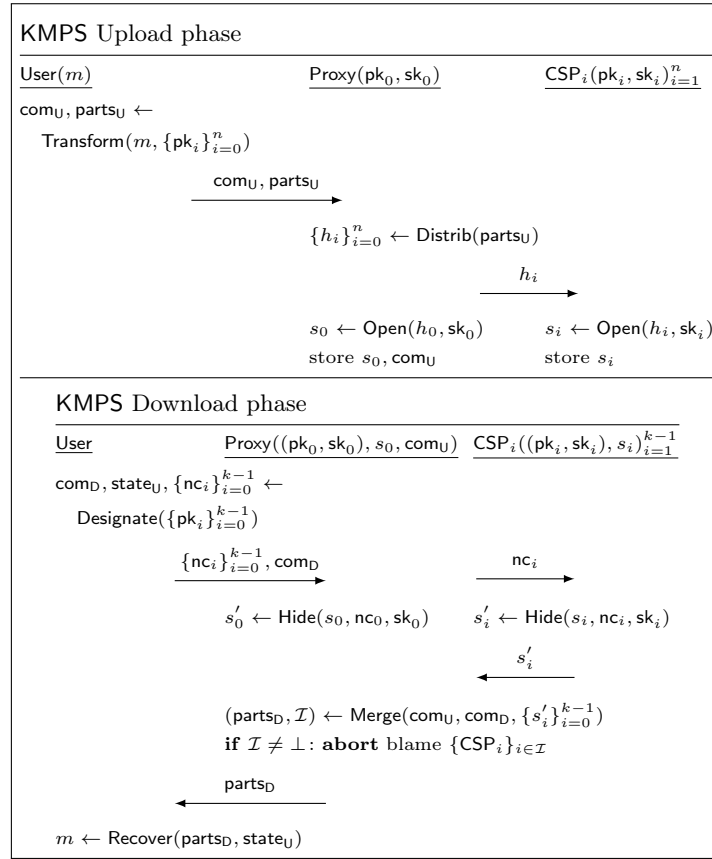 KMPS Upload phase
User(m) Proxy(pk₀, sk₀) CSPᵢ(pkᵢ, skᵢ)ⁿᵢ₌₁
com_U, parts_U ←
Transform(m, {pkᵢ}ⁿᵢ₌₀)
com_U, parts_U
{hᵢ}ⁿᵢ₌₀ ← Distrib(parts_U)
hᵢ
s₀ ← Open(h₀, sk₀) sᵢ ← Open(hᵢ, skᵢ)
store s₀, com_U store sᵢ
KMPS Download phase
User Proxy((pk₀, sk₀), s₀, com_U) CSPᵢ((pkᵢ, skᵢ), sᵢ)ᵏ⁻¹ᵢ₌₁
com_D, state_U, {ncᵢ}ᵏ⁻¹ᵢ₌₀ ←
Designate({pkᵢ}ᵏ⁻¹ᵢ₌₀)
{ncᵢ}ᵏ⁻¹ᵢ₌₀, com_D ncᵢ
s′₀ ← Hide(s₀, nc₀, sk₀) s′ᵢ ← Hide(sᵢ, ncᵢ, skᵢ)
s′ᵢ
(parts_D, 𝓘) ← Merge(com_U, com_D, {s′ᵢ}ᵏ⁻¹ᵢ₌₀)
if 𝓘 ≠ ⊥: abort blame {CSPᵢ}ᵢ∈𝓘
parts_D
m ← Recover(parts_D, state_U)